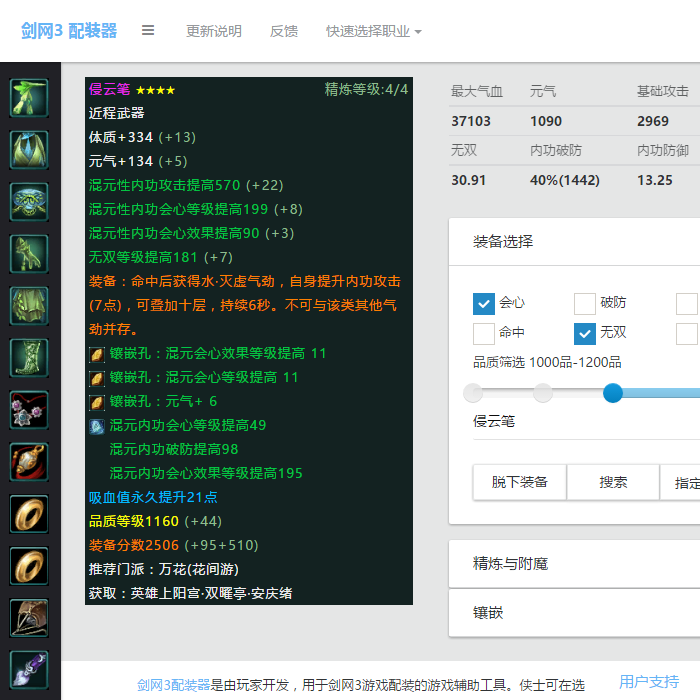 剑网3 配装器 更新说明 反馈 快速选择职业
侵云笔 ★★★★ 精炼等级:4/4
近程武器
体质+334 (+13)
元气+134 (+5)
混元性内功攻击提高570 (+22)
混元性内功会心等级提高199 (+8)
混元性内功会心效果提高90 (+3)
无双等级提高181 (+7)
装备：命中后获得水·灭虚气劲，自身提升内功攻击
(7点)，可叠加十层，持续6秒。不可与该类其他气
劲并存。
镶嵌孔：混元会心效果等级提高 11
镶嵌孔：混元会心等级提高 11
镶嵌孔：元气+ 6
混元内功会心等级提高49
混元内功破防提高98
混元内功会心效果等级提高195
吸血值永久提升21点
品质等级1160 (+44)
装备分数2506 (+95+510)
推荐门派：万花(花间游)
获取：英雄上阳宫·双曜亭·安庆绪
最大气血 元气 基础攻击
37103 1090 2969
无双 内功破防 内功防御
30.91 40%(1442) 13.25
装备选择
会心 破防
命中 无双
品质筛选 1000品-1200品
侵云笔
脱下装备 搜索 指定
精炼与附魔
镶嵌
剑网3配装器是由玩家开发，用于剑网3游戏配装的游戏辅助工具。侠士可在选
用户支持